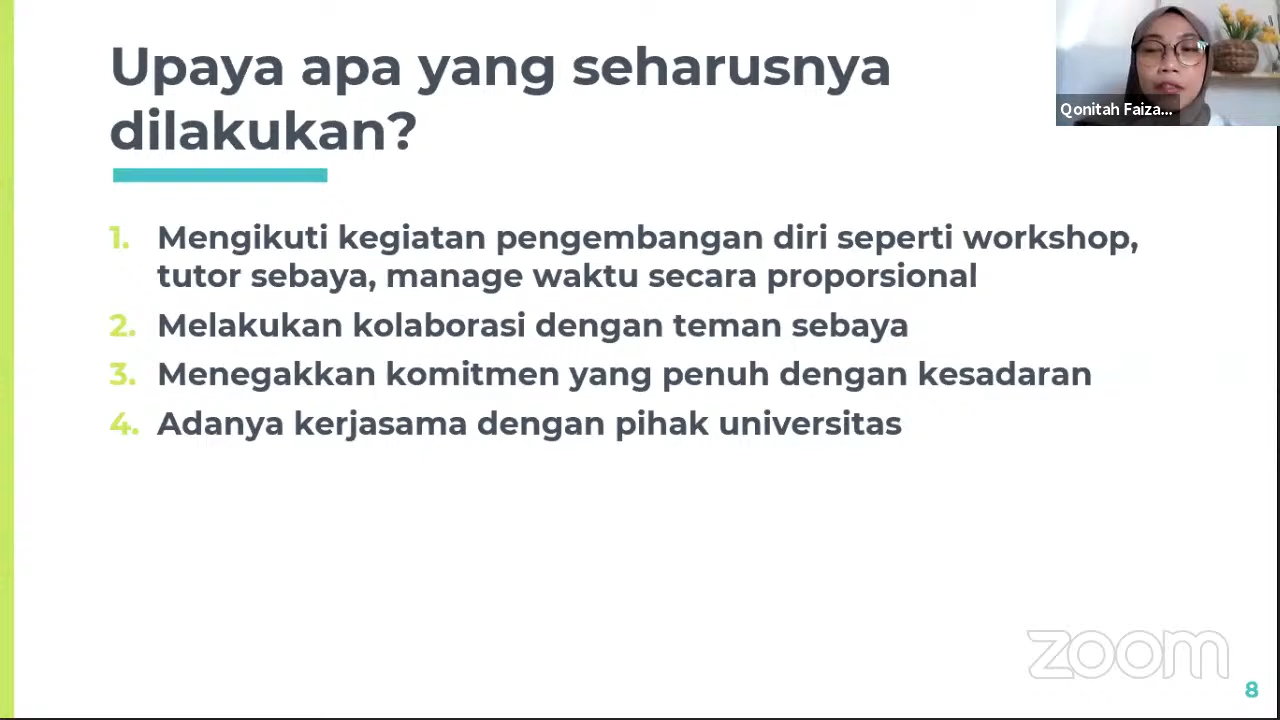 Upaya apa yang seharusnya
dilakukan?
Qonitah Faiza...
1. Mengikuti kegiatan pengembangan diri seperti workshop,
tutor sebaya, manage waktu secara proporsional
2. Melakukan kolaborasi dengan teman sebaya
3. Menegakkan komitmen yang penuh dengan kesadaran
4. Adanya kerjasama dengan pihak universitas
zoom
8